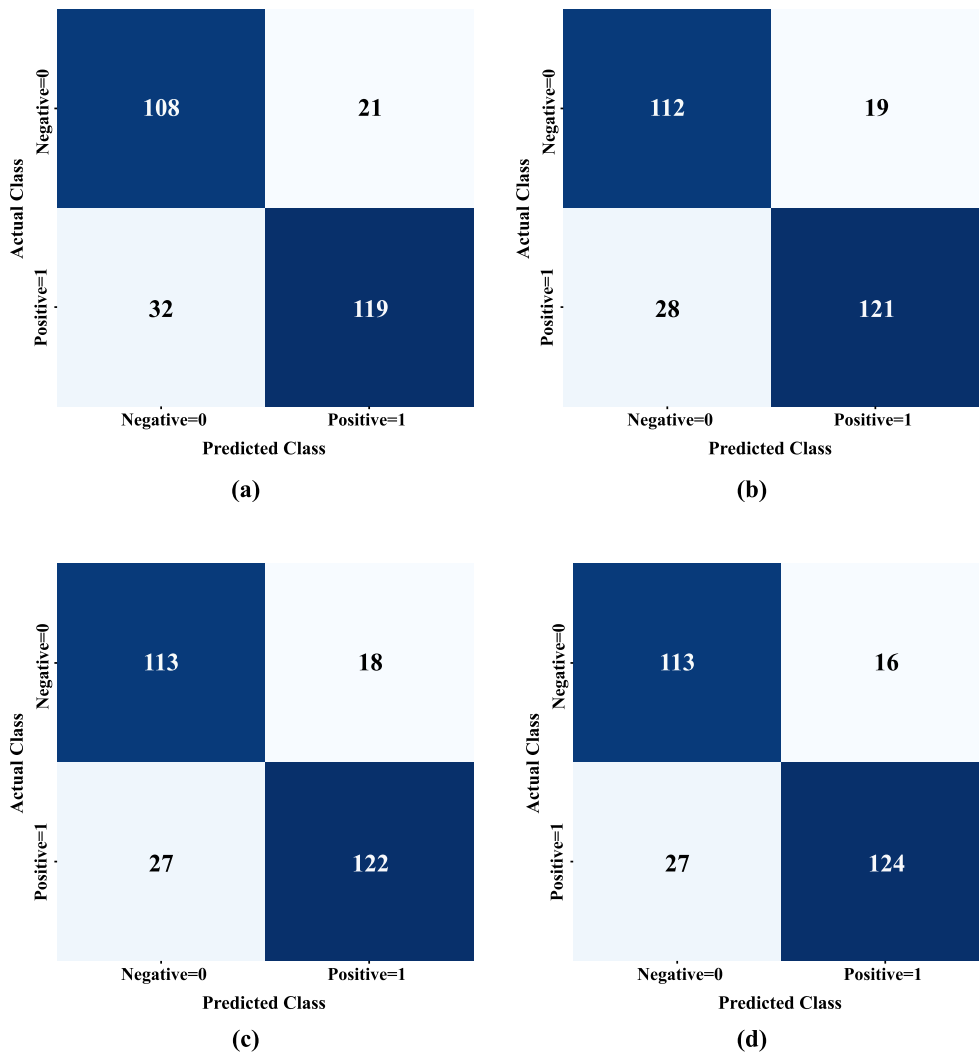 Actual Class
Negative=0
Positive=1
108
21
32
119
Negative=0
Positive=1
Predicted Class
(a)
Actual Class
Negative=0
Positive=1
112
19
28
121
Negative=0
Positive=1
Predicted Class
(b)
Actual Class
Negative=0
Positive=1
113
18
27
122
Negative=0
Positive=1
Predicted Class
(c)
Actual Class
Negative=0
Positive=1
113
16
27
124
Negative=0
Positive=1
Predicted Class
(d)